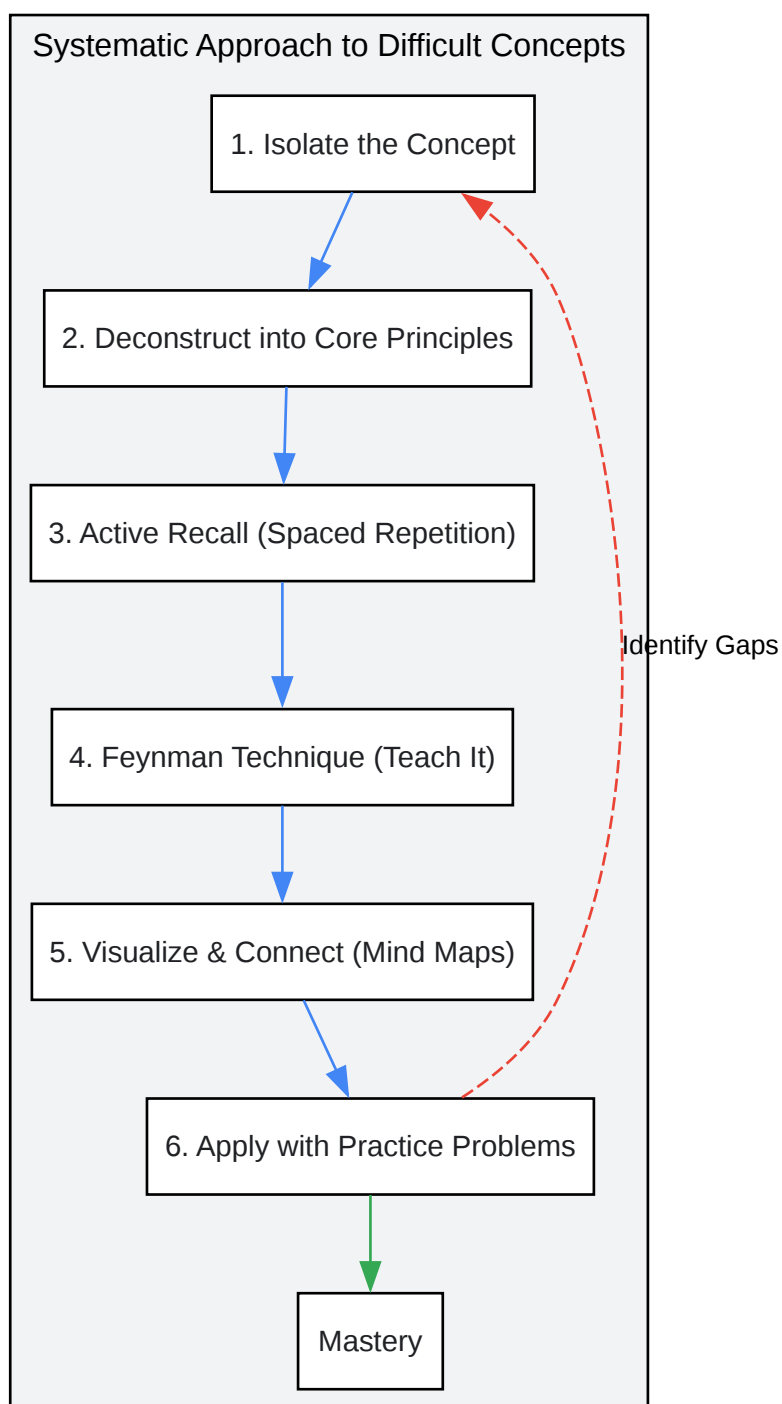 Systematic Approach to Difficult Concepts
1. Isolate the Concept
2. Deconstruct into Core Principles
3. Active Recall (Spaced Repetition)
Identify Gaps
4. Feynman Technique (Teach It)
5. Visualize & Connect (Mind Maps)
6. Apply with Practice Problems
Mastery